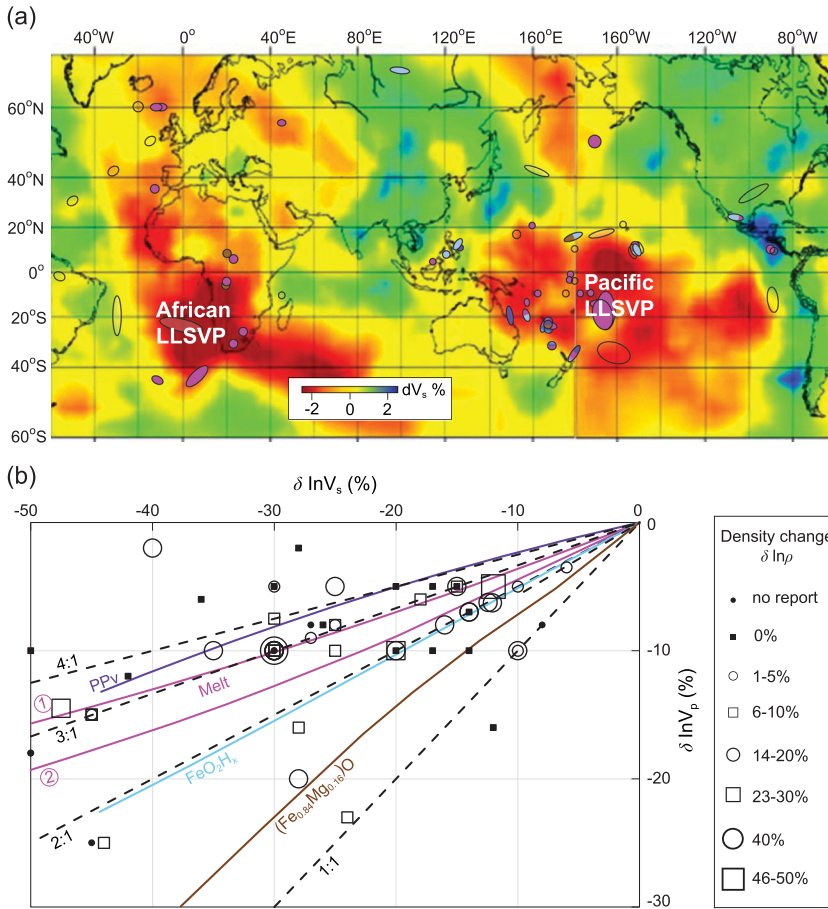 (a)
40°W 0° 40°E 80°E 120°E 160°E 160°W 120°W 80°W
60°N
40°N
20°N
0°
20°S
40°S
60°S
African
LLSVP
Pacific
LLSVP
-2 0 2 dVs %
(b)
δ lnVs (%)
-50 -40 -30 -20 -10 0
-10
-20
-30
δ lnVp (%)
4:1
PPv
1
Melt
3:1
2
FeO2Hx
2:1
(Fe0.84Mg0.16)O
1:1
Density change
δ lnρ
no report
0%
1-5%
6-10%
14-20%
23-30%
40%
46-50%